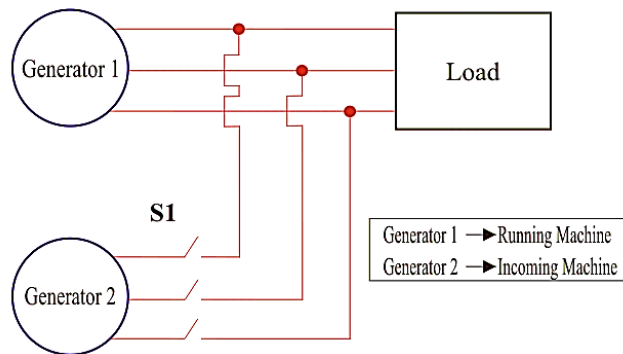 Generator 1
Load
S1
Generator 2
Generator 1 → Running Machine
Generator 2 → Incoming Machine